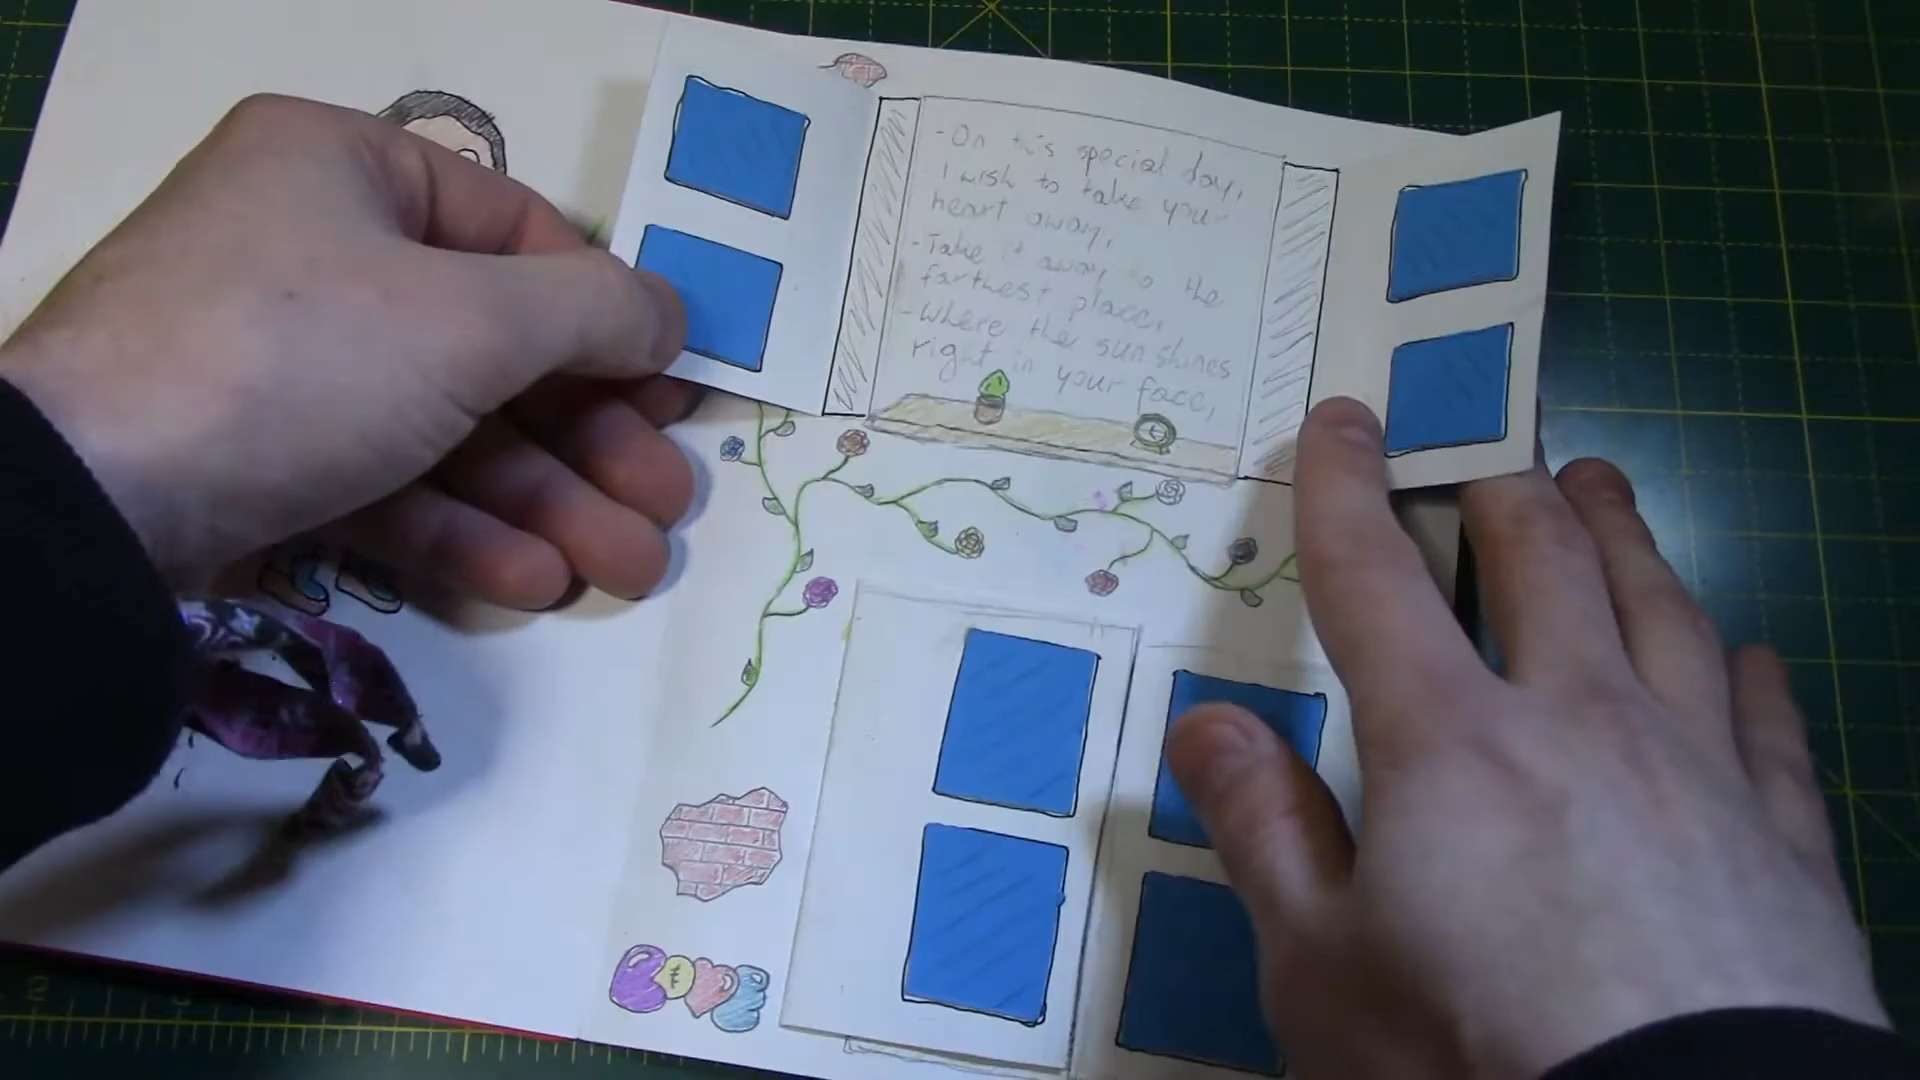 - On this special day,
I wish to take your
heart away,
- Take it away to the
farthest place,
- Where the sun shines
right in your face,